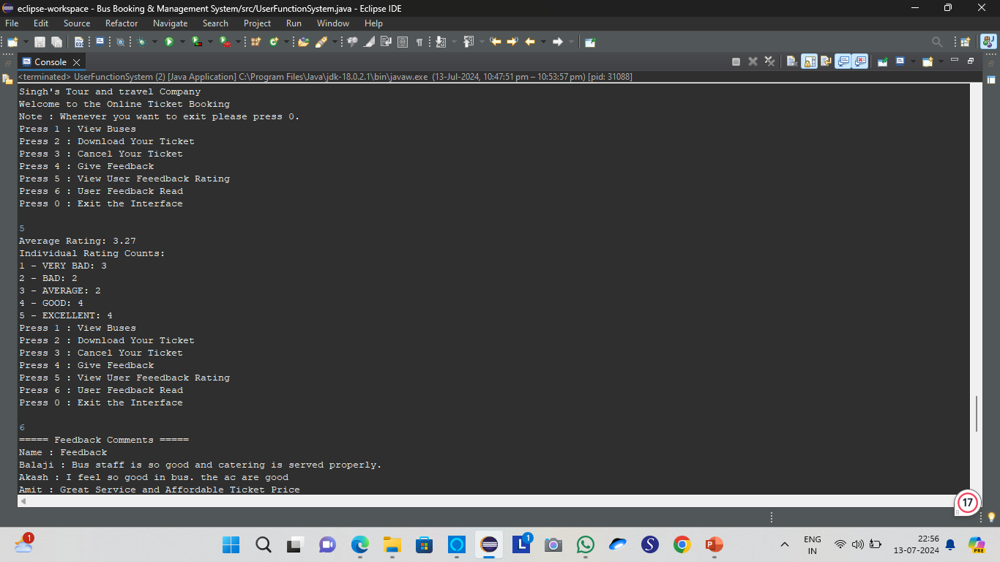 eclipse-workspace - Bus Booking & Management System/src/UserFunctionSystem.java - Eclipse IDE
File Edit Source Refactor Navigate Search Project Run Window Help
Console
<terminated> UserFunctionSystem (2) [Java Application] C:\Program Files\Java\jdk-18.0.2.1\bin\javaw.exe (13-Jul-2024, 10:47:51 pm – 10:53:57 pm) [pid: 31088]
Singh's Tour and travel Company
Welcome to the Online Ticket Booking
Note : Whenever you want to exit please press 0.
Press 1 : View Buses
Press 2 : Download Your Ticket
Press 3 : Cancel Your Ticket
Press 4 : Give Feedback
Press 5 : View User Feeedback Rating
Press 6 : User Feedback Read
Press 0 : Exit the Interface
5
Average Rating: 3.27
Individual Rating Counts:
1 - VERY BAD: 3
2 - BAD: 2
3 - AVERAGE: 2
4 - GOOD: 4
5 - EXCELLENT: 4
Press 1 : View Buses
Press 2 : Download Your Ticket
Press 3 : Cancel Your Ticket
Press 4 : Give Feedback
Press 5 : View User Feeedback Rating
Press 6 : User Feedback Read
Press 0 : Exit the Interface
6
===== Feedback Comments =====
Name : Feedback
Balaji : Bus staff is so good and catering is served properly.
Akash : I feel so good in bus. the ac are good
Amit : Great Service and Affordable Ticket Price
17
1
L 1
S
P
ENG
IN
22:56
13-07-2024
PRE